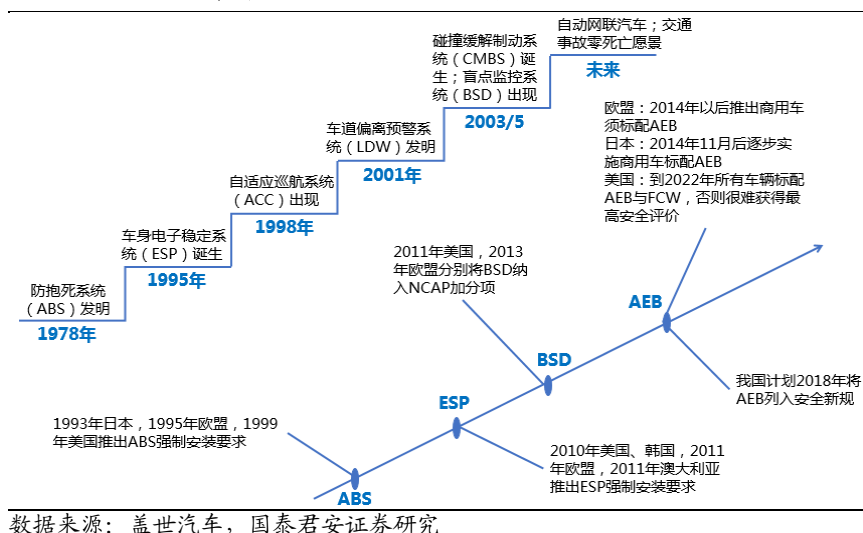 防抱死系统
（ABS）发明
1978年
车身电子稳定系
统（ESP）诞生
1995年
自适应巡航系统
（ACC）出现
1998年
车道偏离预警系
统（LDW）发明
2001年
碰撞缓解制动系
统（CMBS）诞
生；盲点监控系
统（BSD）出现
2003/5
自动网联汽车；交通
事故零死亡愿景
未来
欧盟：2014年以后推出商用车
须标配AEB
日本：2014年11月后逐步实
施商用车标配AEB
美国：到2022年所有车辆标配
AEB与FCW，否则很难获得最
高安全评价
2011年美国，2013
年欧盟分别将BSD纳
入NCAP加分项
AEB
BSD
我国计划2018年将
AEB列入安全新规
ESP
1993年日本，1995年欧盟，1999
年美国推出ABS强制安装要求
2010年美国、韩国，2011
年欧盟，2011年澳大利亚
推出ESP强制安装要求
ABS
数据来源：盖世汽车，国泰君安证券研究